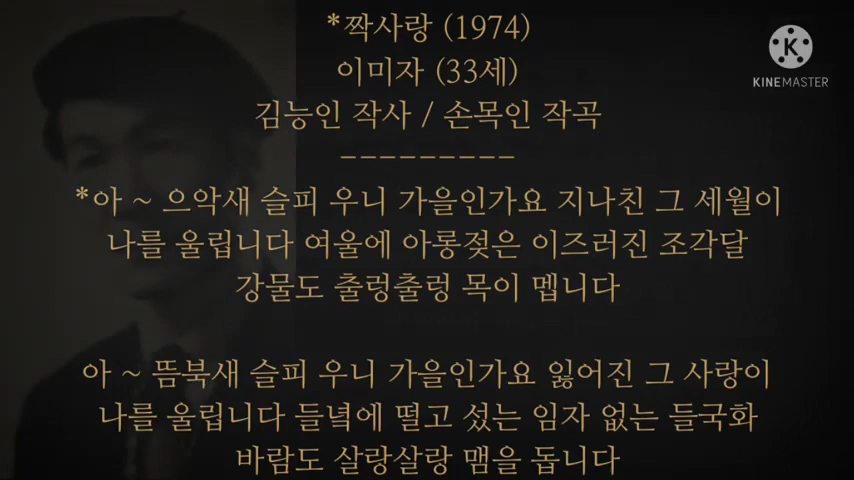 *짝사랑 (1974)
이미자 (33세)
김능인 작사 / 손목인 작곡
---------
*아 ~ 으악새 슬피 우니 가을인가요 지나친 그 세월이
나를 울립니다 여울에 아롱젖은 이즈러진 조각달
강물도 출렁출렁 목이 멥니다
아 ~ 뜸북새 슬피 우니 가을인가요 잃어진 그 사랑이
나를 울립니다 들녘에 떨고 섰는 임자 없는 들국화
바람도 살랑살랑 맴을 돕니다
K
KINEMASTER